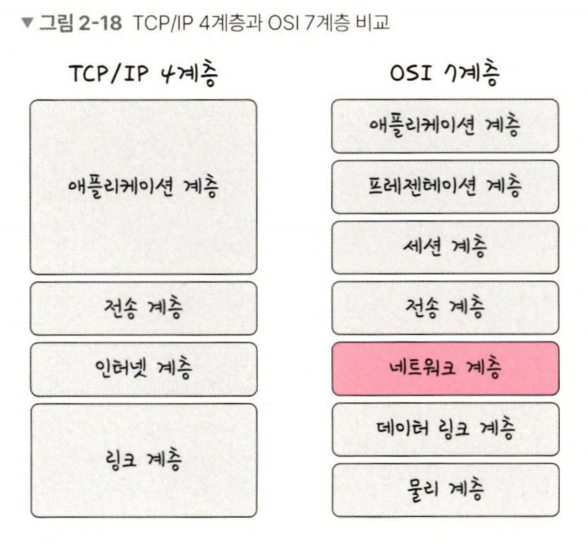 ▼ 그림 2-18 TCP/IP 4계층과 OSI 7계층 비교
TCP/IP 4계층
애플리케이션 계층
전송 계층
인터넷 계층
링크 계층
OSI 7계층
애플리케이션 계층
프레젠테이션 계층
세션 계층
전송 계층
네트워크 계층
데이터 링크 계층
물리 계층